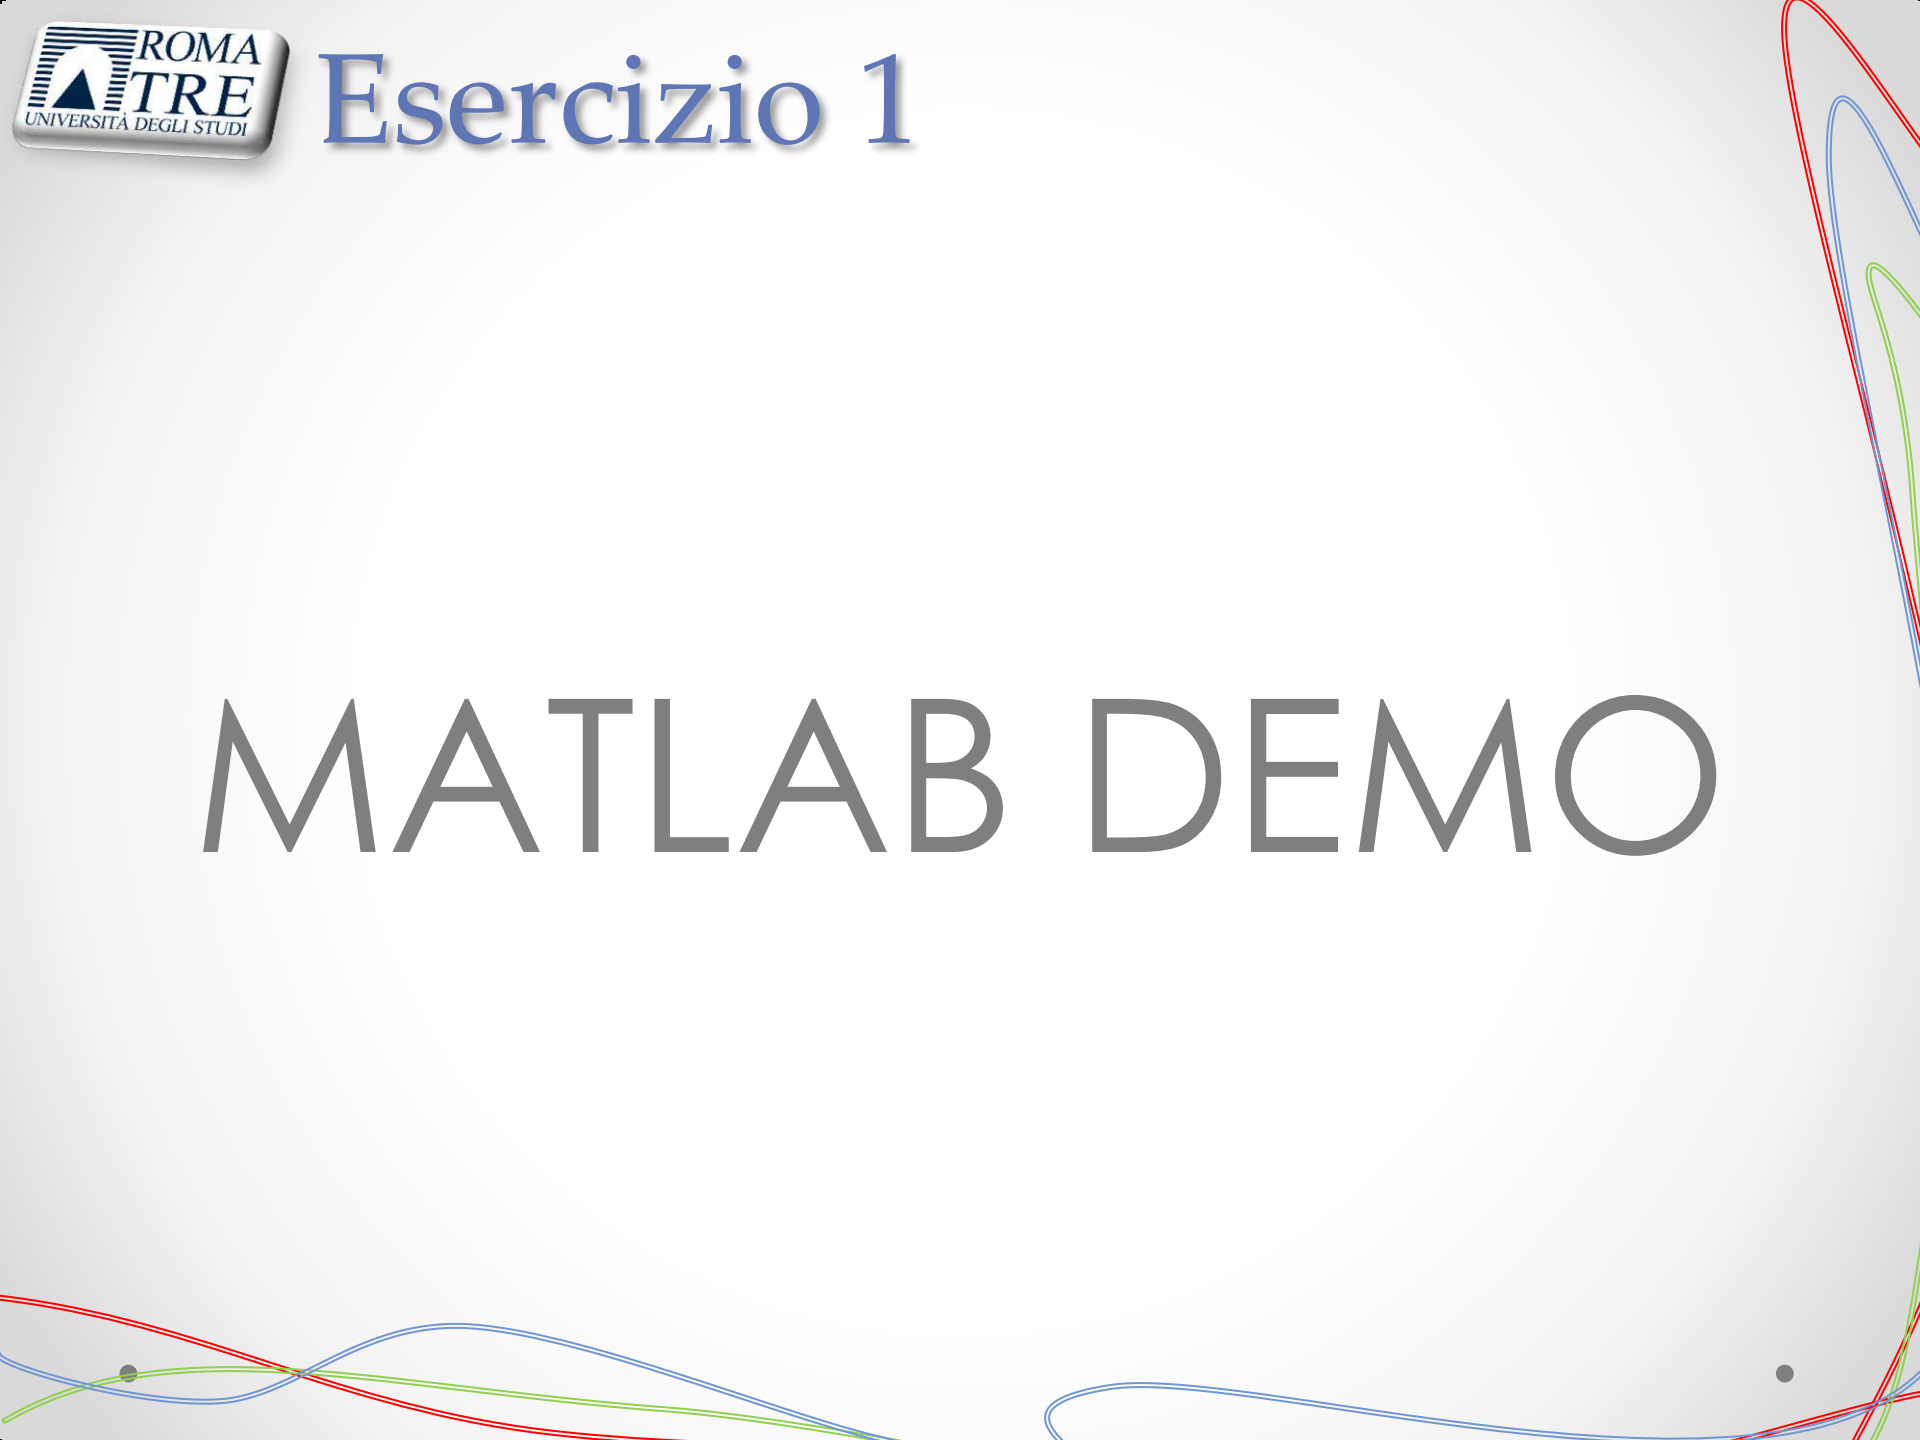 ROMA
TRE
UNIVERSITÀ DEGLI STUDI
Esercizio 1
MATLAB DEMO